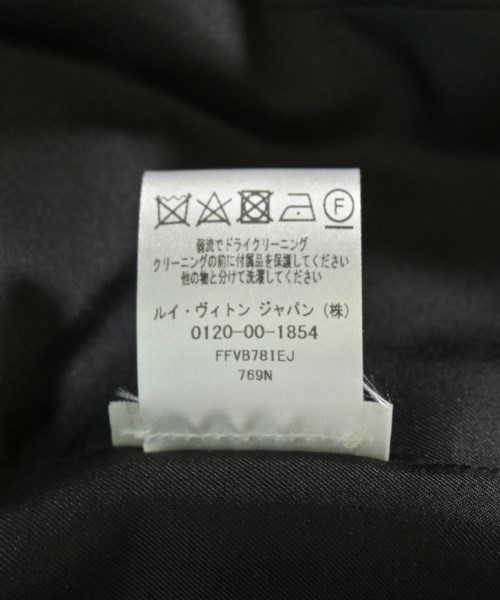 F
弱流でドライクリーニング
クリーニングの前に付属品を保護してください
他の物と分けて洗濯してください
ルイ・ヴィトン ジャパン (株)
0120-00-1854
FFVB78IEJ
769N